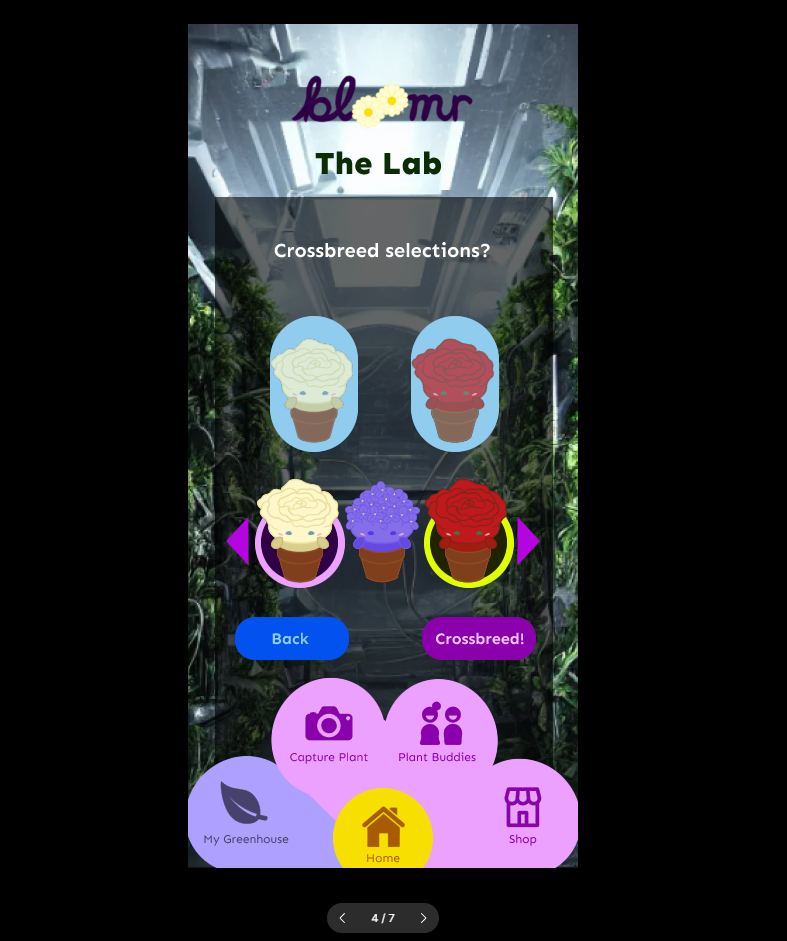 bloomr
The Lab
Crossbreed selections?
Back
Crossbreed!
Capture Plant
Plant Buddies
My Greenhouse
Shop
Home
4 / 7